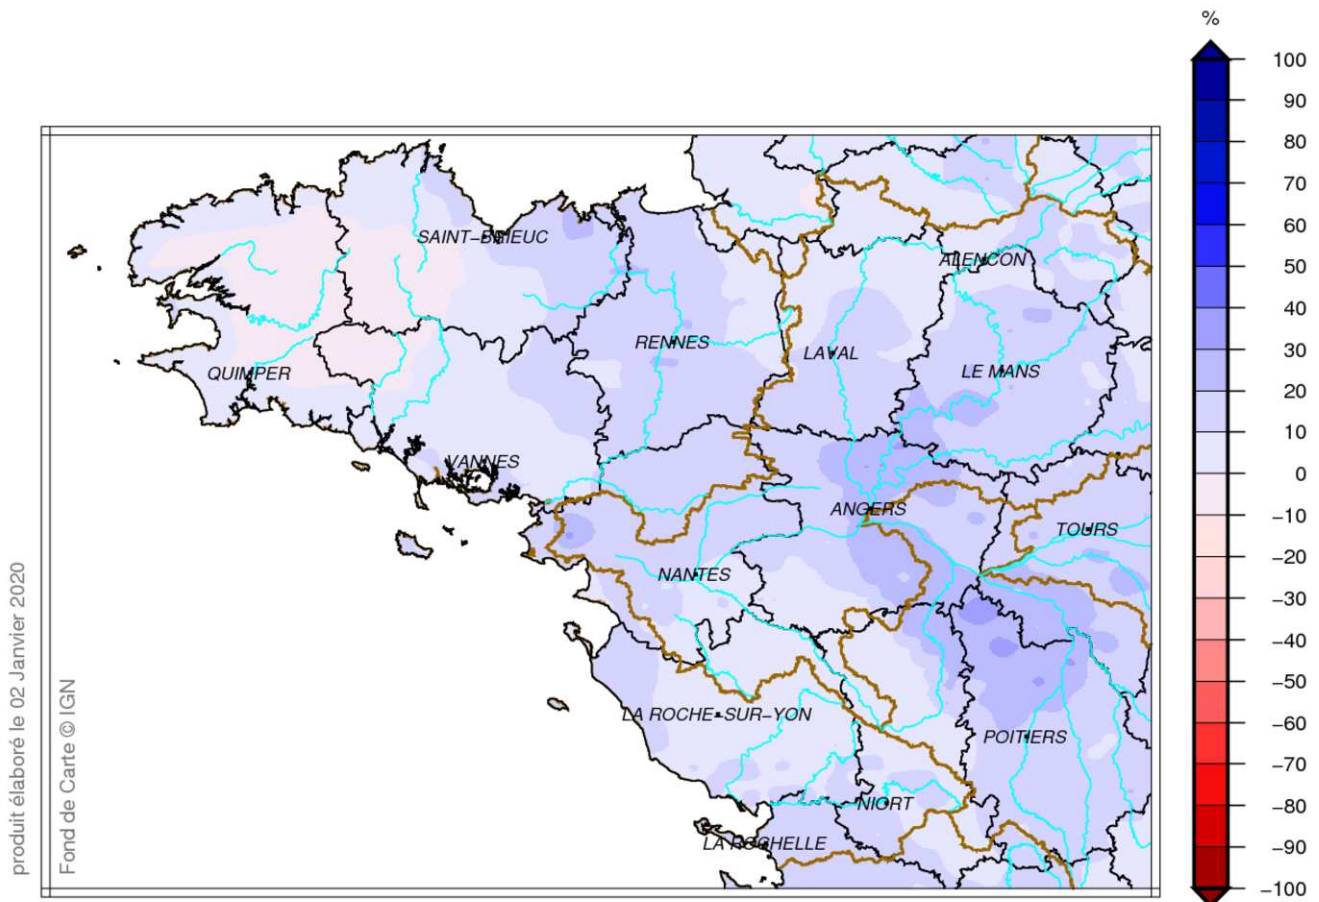 %
100
90
80
70
60
50
40
30
20
10
0
−10
−20
−30
−40
−50
−60
−70
−80
−90
−100
SAINT−BRIEUC
ALENCON
RENNES
LAVAL
QUIMPER
LE MANS
VANNES
ANGERS
TOURS
NANTES
LA ROCHE−SUR−YON
POITIERS
NIORT
LA ROCHELLE
produit élaboré le 02 Janvier 2020
Fond de Carte © IGN